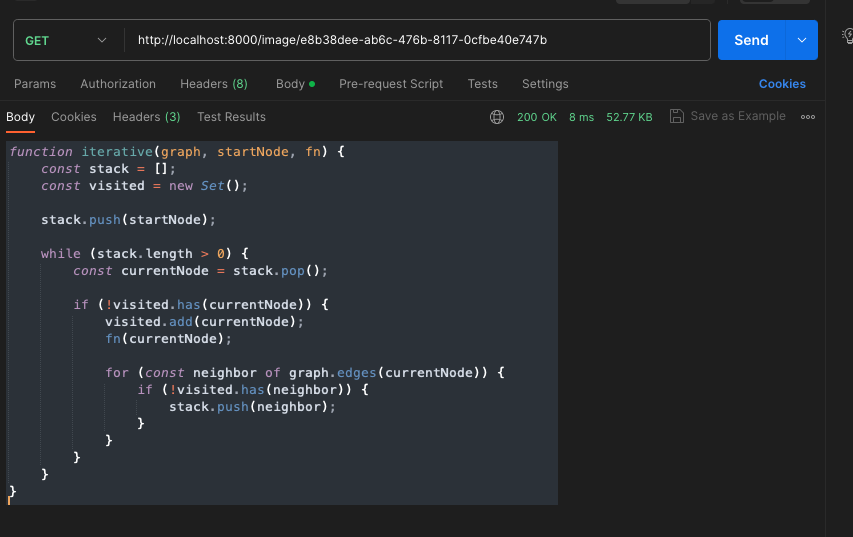 GET http://localhost:8000/image/e8b38dee-ab6c-476b-8117-0cfbe40e747b Send
Params Authorization Headers (8) Body Pre-request Script Tests Settings Cookies
Body Cookies Headers (3) Test Results 200 OK 8 ms 52.77 KB Save as Example
function iterative(graph, startNode, fn) {
    const stack = [];
    const visited = new Set();

    stack.push(startNode);

    while (stack.length > 0) {
        const currentNode = stack.pop();

        if (!visited.has(currentNode)) {
            visited.add(currentNode);
            fn(currentNode);

            for (const neighbor of graph.edges(currentNode)) {
                if (!visited.has(neighbor)) {
                    stack.push(neighbor);
                }
            }
        }
    }
}